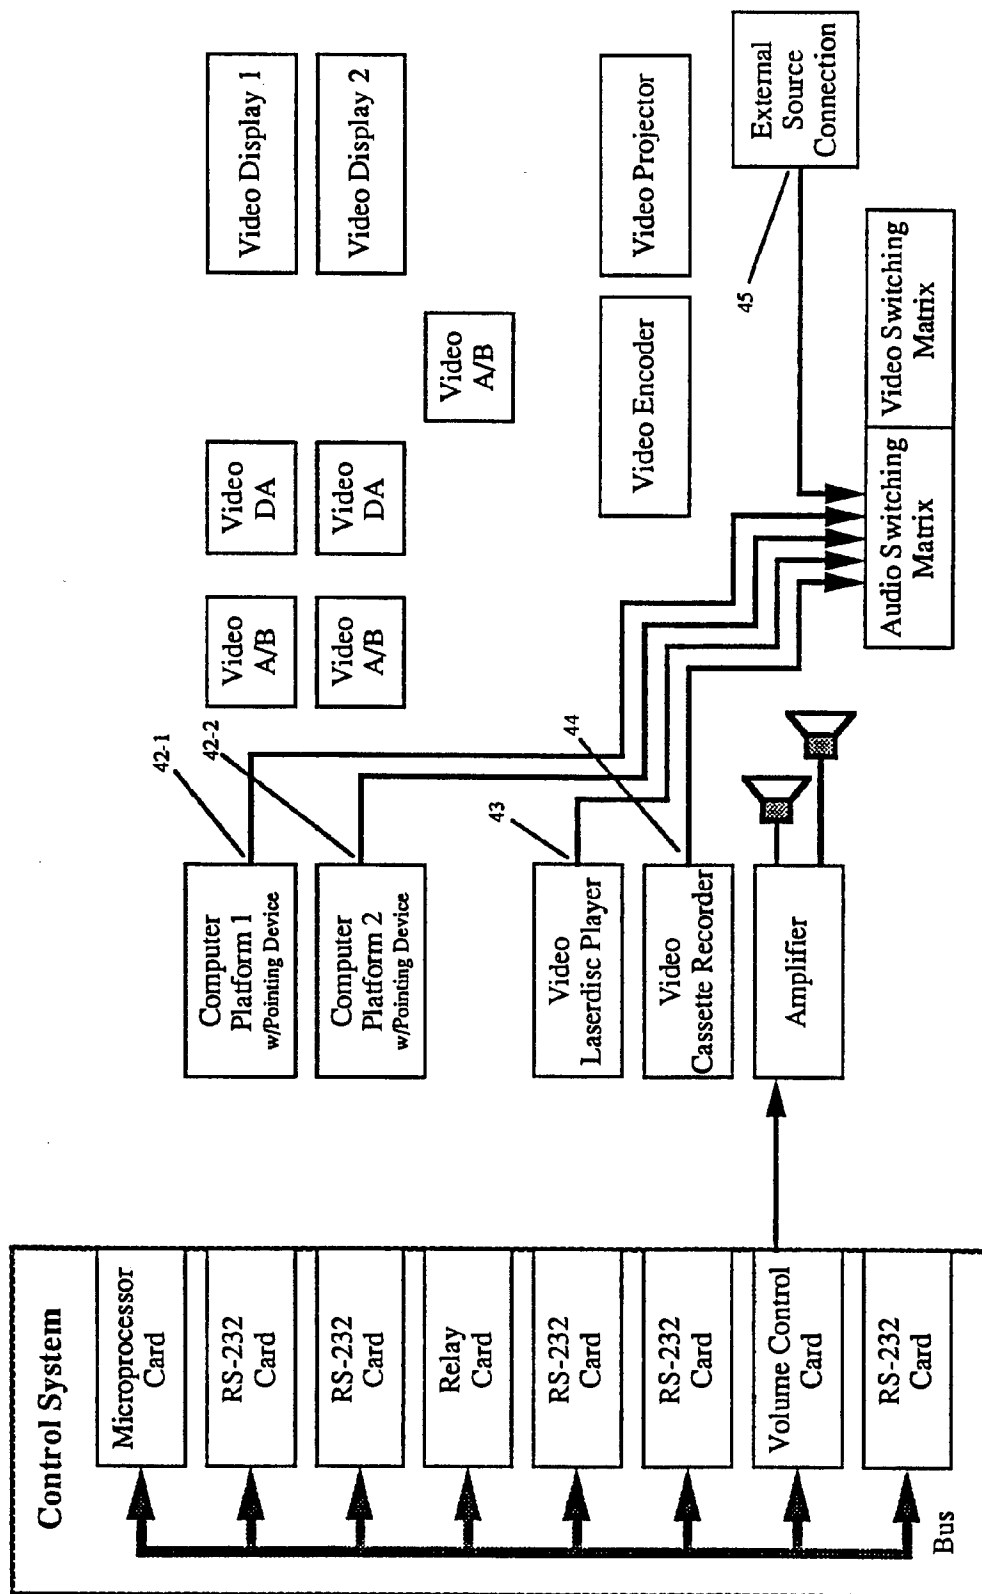 Control System
Microprocessor
Card
RS-232
Card
RS-232
Card
Relay
Card
RS-232
Card
RS-232
Card
Volume Control
Card
RS-232
Card
Bus
Computer
Platform 1
w/Pointing Device
Computer
Platform 2
w/Pointing Device
Video
Laserdisc Player
Video
Cassette Recorder
Amplifier
42-1
42-2
43
44
Video
A/B
Video
A/B
Video
DA
Video
DA
Video
A/B
Video Display 1
Video Display 2
Video Encoder
Video Projector
45
External
Source
Connection
Audio Switching
Matrix
Video Switching
Matrix